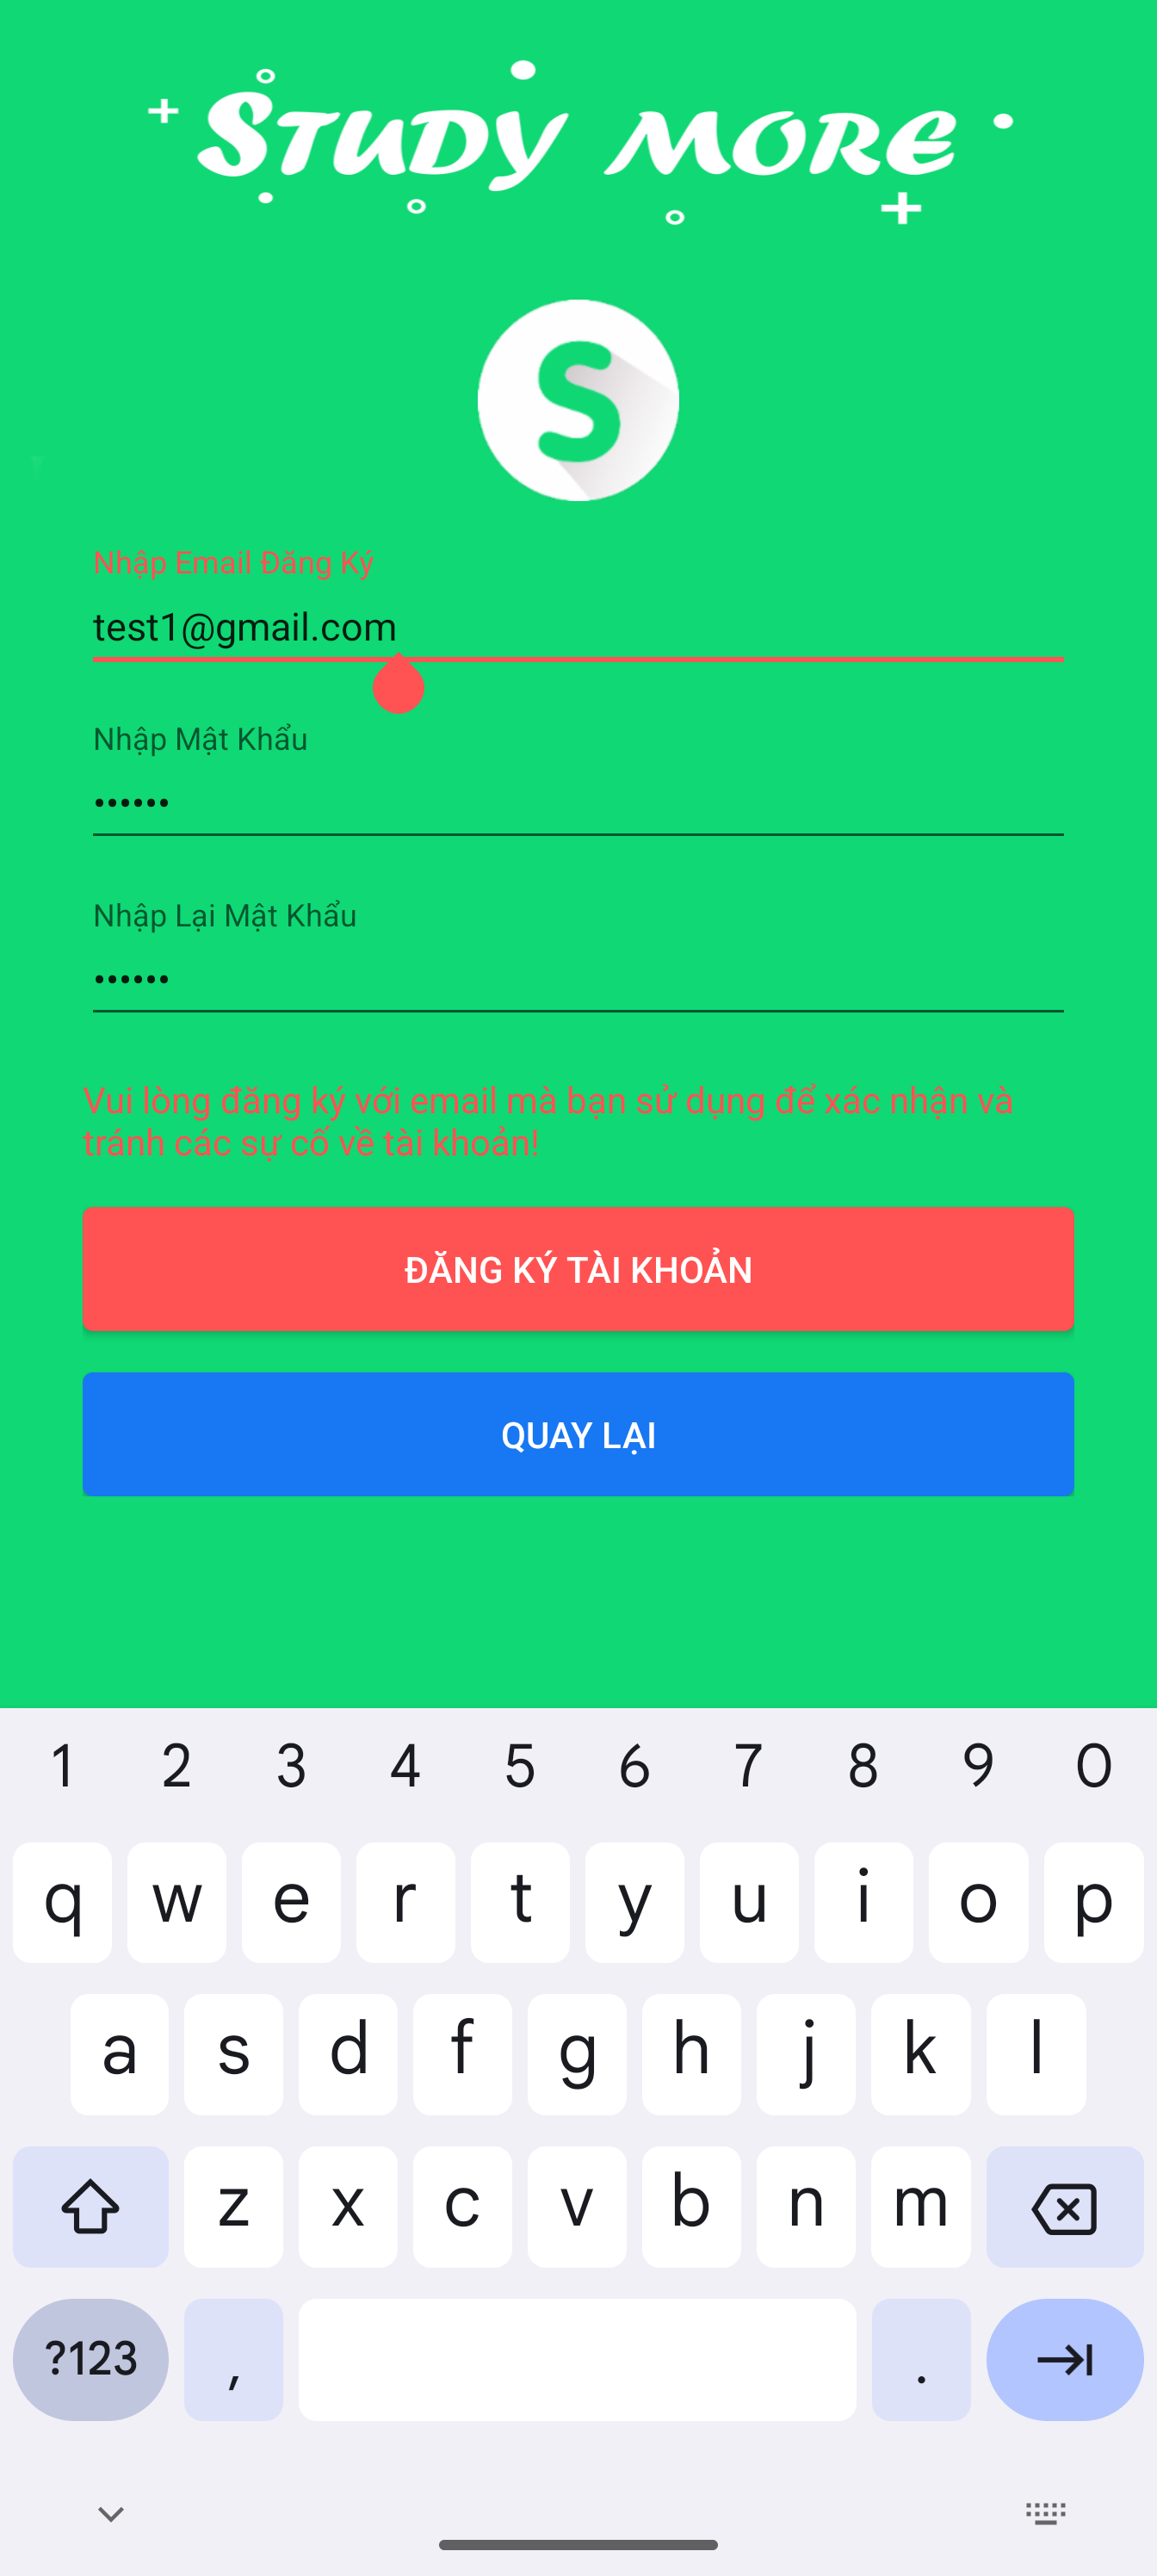 STUDY MORE
S
Nhập Email Đăng Ký
test1@gmail.com
Nhập Mật Khẩu
••••••
Nhập Lại Mật Khẩu
••••••
Vui lòng đăng ký với email mà bạn sử dụng để xác nhận và
tránh các sự cố về tài khoản!
ĐĂNG KÝ TÀI KHOẢN
QUAY LẠI
1 2 3 4 5 6 7 8 9 0
q w e r t y u i o p
a s d f g h j k l
z x c v b n m
?123 , .